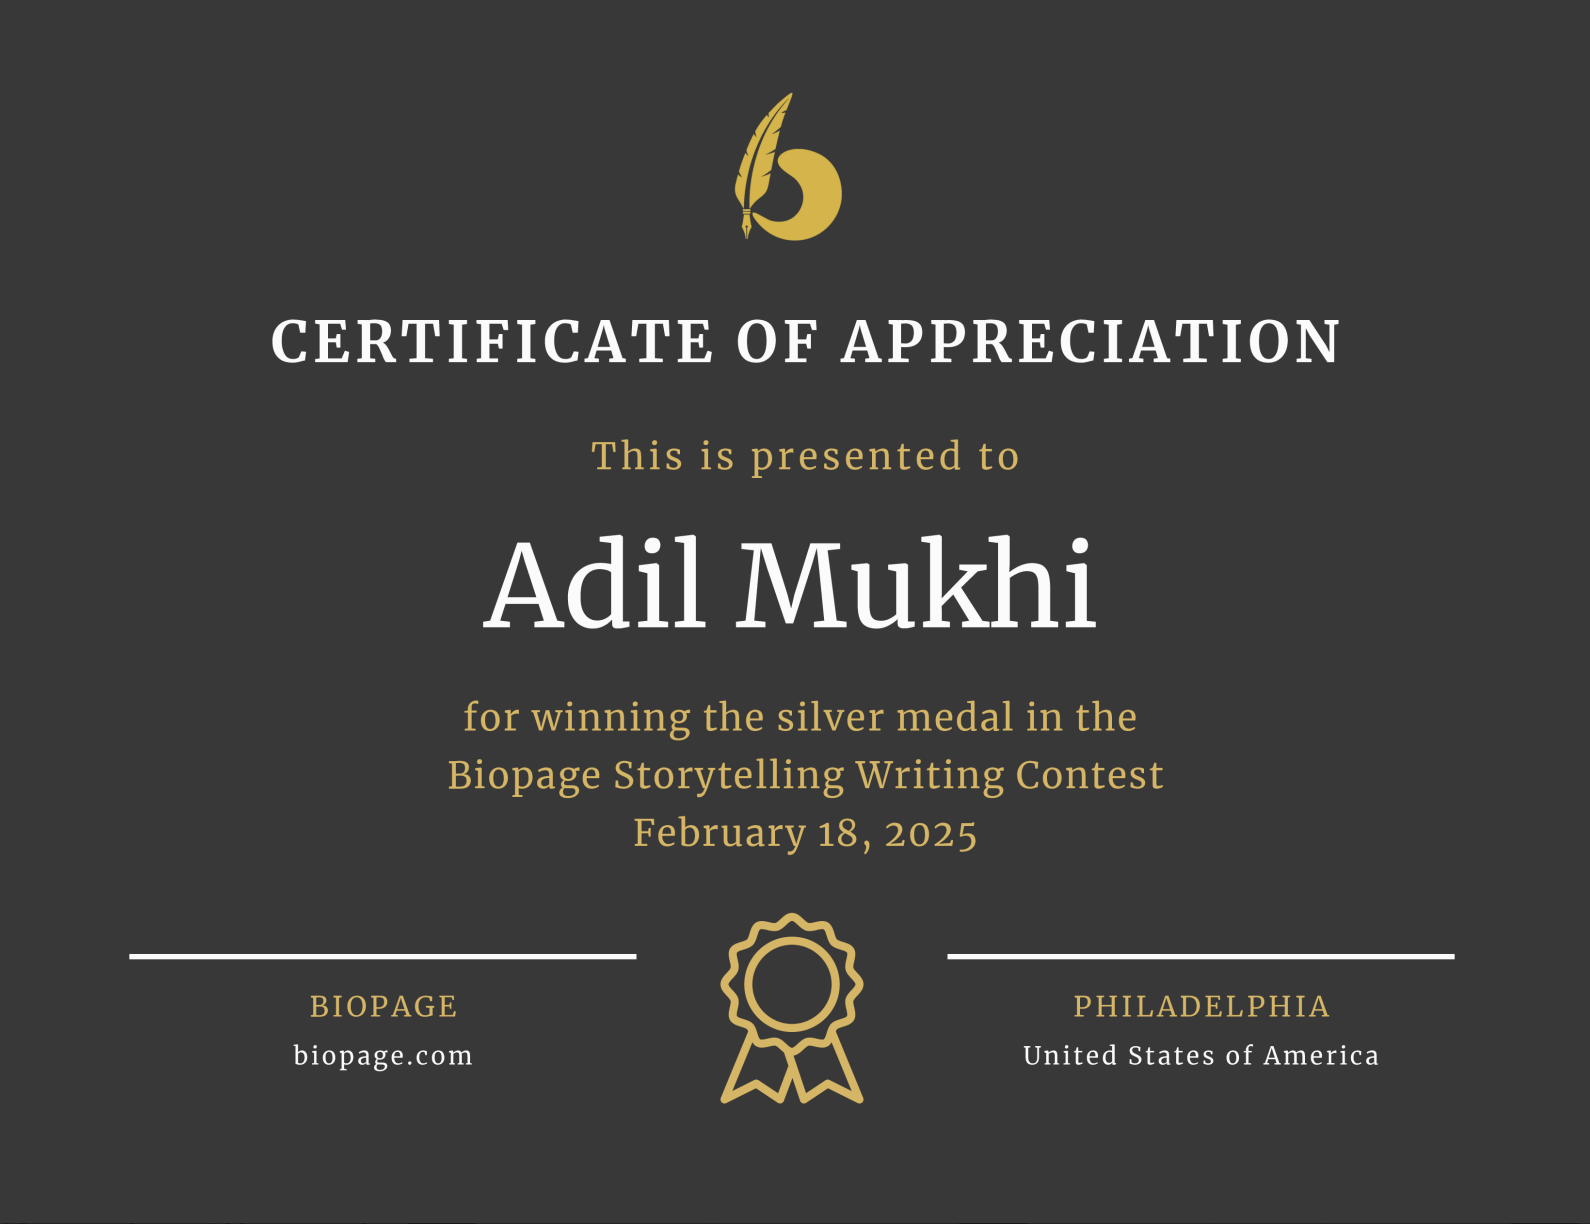 CERTIFICATE OF APPRECIATION
This is presented to
Adil Mukhi
for winning the silver medal in the
Biopage Storytelling Writing Contest
February 18, 2025
BIOPAGE
biopage.com
PHILADELPHIA
United States of America